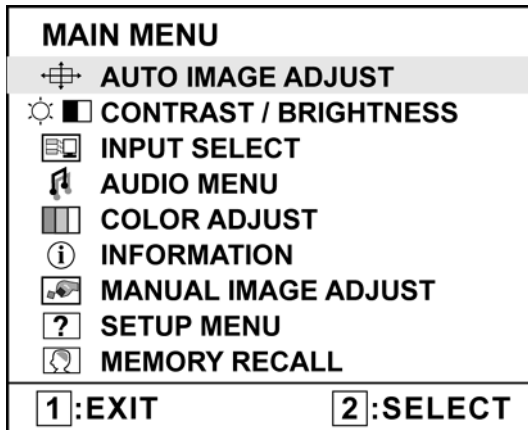 MAIN MENU
AUTO IMAGE ADJUST
CONTRAST / BRIGHTNESS
INPUT SELECT
AUDIO MENU
COLOR ADJUST
i INFORMATION
MANUAL IMAGE ADJUST
? SETUP MENU
MEMORY RECALL
1 :EXIT 2 :SELECT